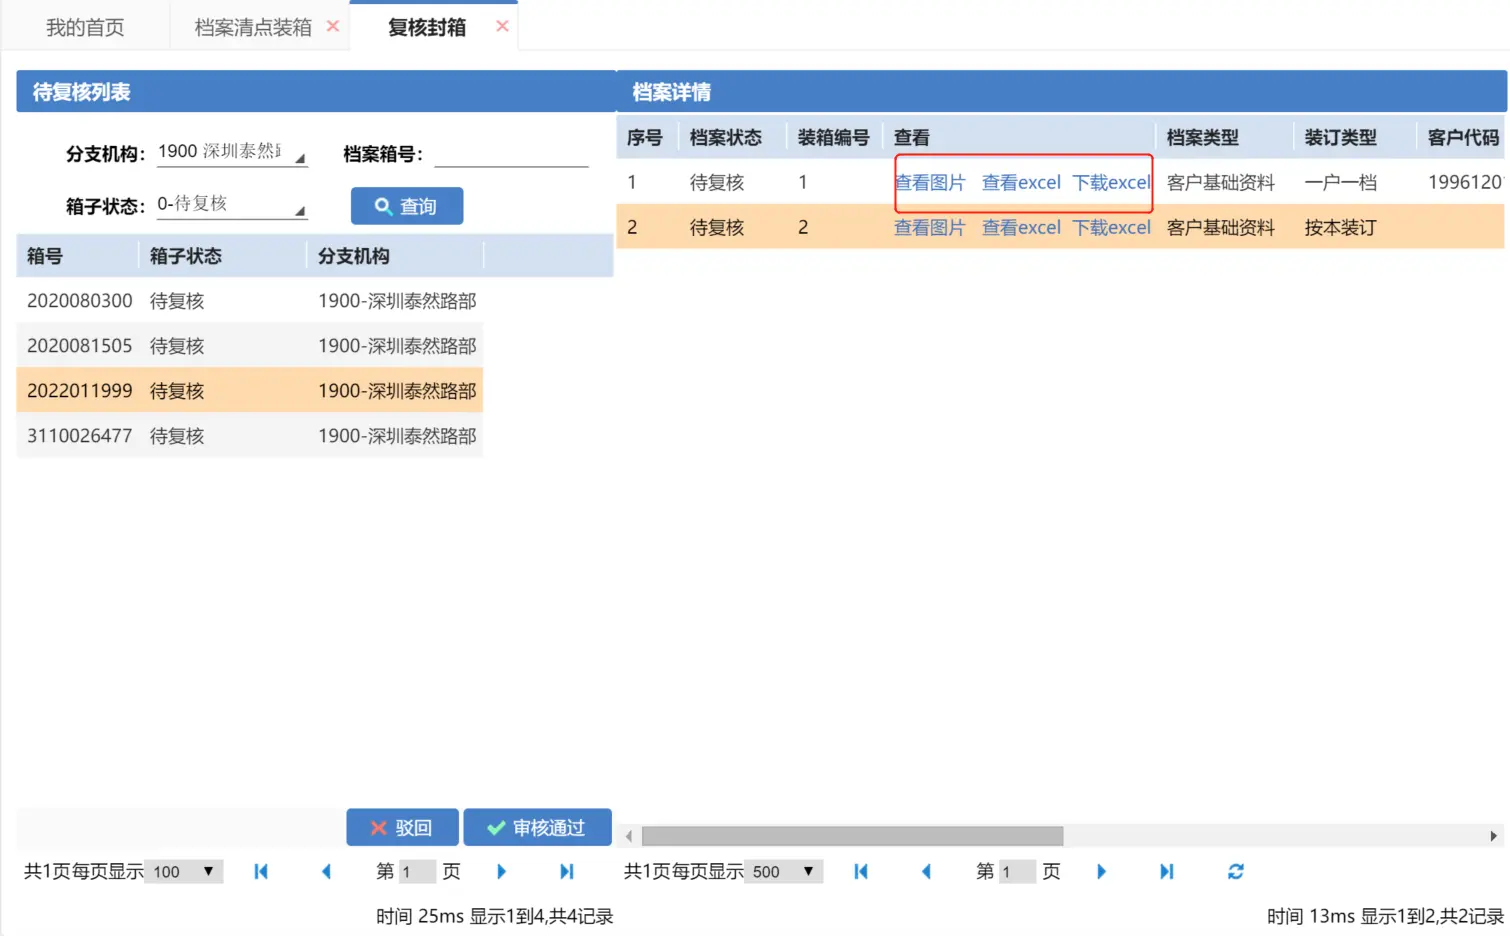 我的首页 档案清点装箱 复核封箱
待复核列表
分支机构: 1900 深圳泰然 档案箱号:
箱子状态: 0-待复核 查询
箱号 箱子状态 分支机构
2020080300 待复核 1900-深圳泰然路部
2020081505 待复核 1900-深圳泰然路部
2022011999 待复核 1900-深圳泰然路部
3110026477 待复核 1900-深圳泰然路部
驳回 审核通过
共1页每页显示 100 第 1 页
时间 25ms 显示1到4,共4记录
档案详情
序号 档案状态 装箱编号 查看 档案类型 装订类型 客户代码
1 待复核 1 查看图片 查看excel 下载excel 客户基础资料 一户一档 1996120
2 待复核 2 查看图片 查看excel 下载excel 客户基础资料 按本装订
共1页每页显示 500 第 1 页
时间 13ms 显示1到2,共2记录